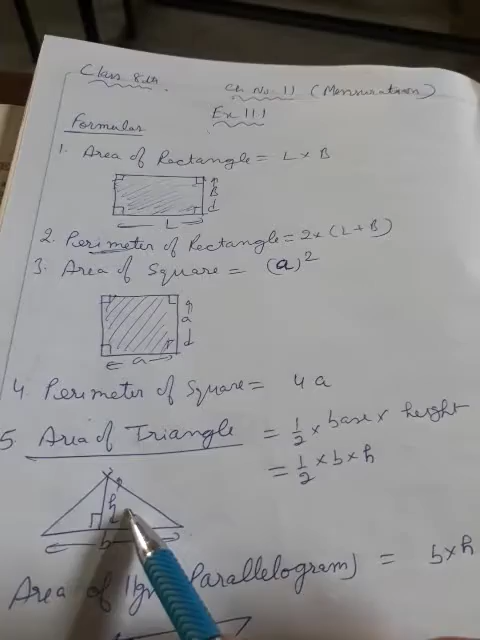 Class 8th Ch No. 11 (Mensuration)
Ex 11.1
Formulas
1. Area of Rectangle = L × B
B
L
2. Perimeter of Rectangle = 2 × (L + B)
3. Area of Square = (a)²
a
a
4. Perimeter of Square = 4a
5. Area of Triangle = 1/2 × base × height
= 1/2 × b × h
h
b
Area of ||gm Parallelogram) = b × h